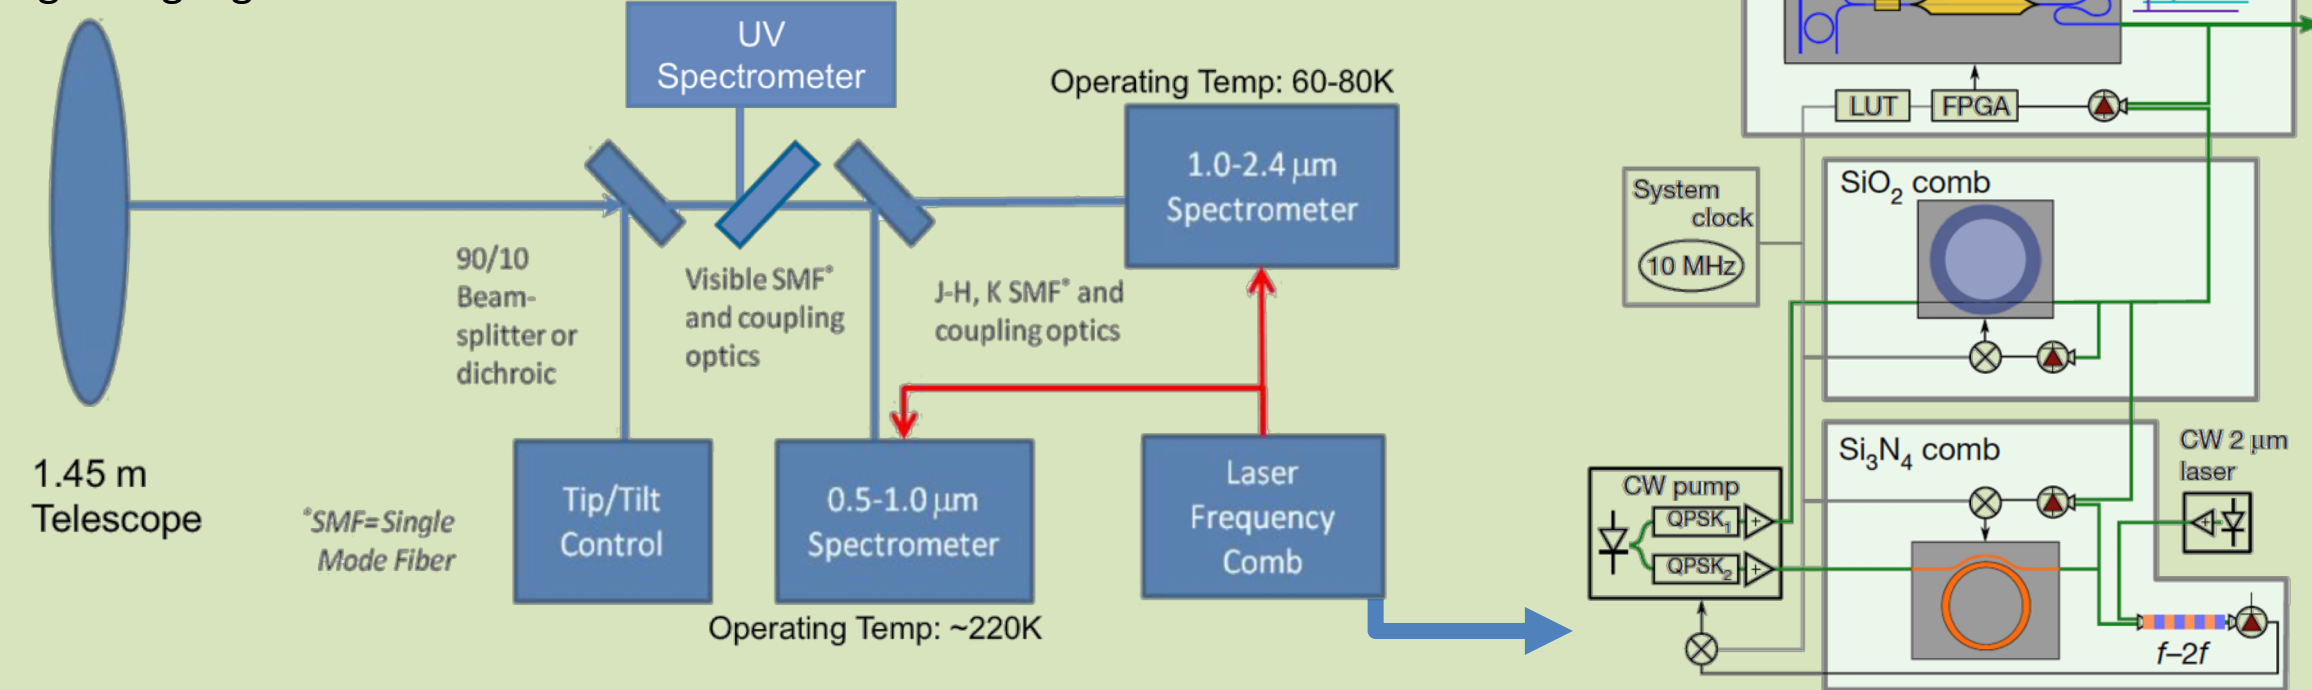 UV
Spectrometer
Operating Temp: 60-80K
1.0-2.4 μm
Spectrometer
90/10
Beam-
splitter or
dichroic
Visible SMF*
and coupling
optics
J-H, K SMF* and
coupling optics
1.45 m
Telescope
*SMF=Single
Mode Fiber
Tip/Tilt
Control
0.5-1.0 μm
Spectrometer
Operating Temp: ~220K
Laser
Frequency
Comb
LUT
FPGA
System
clock
10 MHz
SiO2 comb
Si3N4 comb
CW 2 μm
laser
CW pump
QPSK1
QPSK2
f–2f